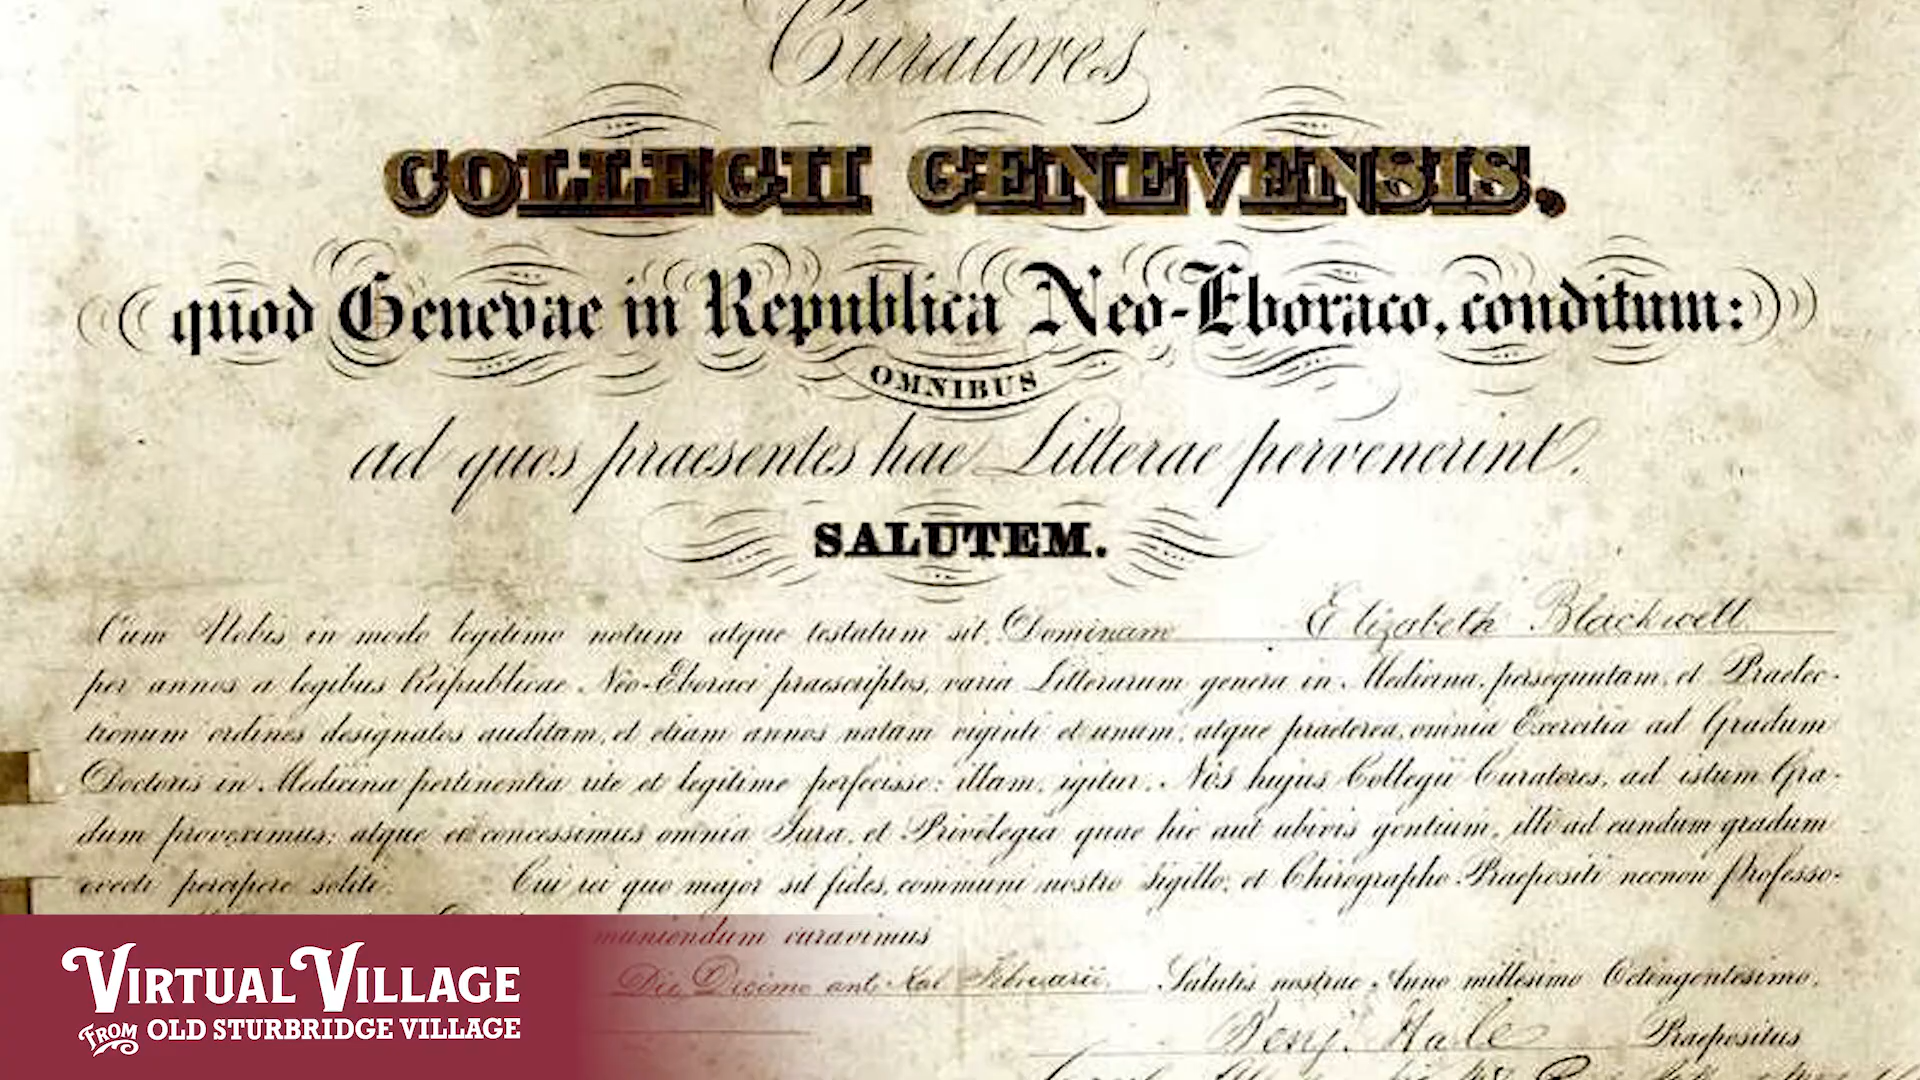 Curatores
COLLEGII GENEVENSIS,
quod Genevae in Republica Neo-Eboraco, conditum:
OMNIBUS
ad quos praesentes hae Litterae pervenerint.
SALUTEM.
Cum Nobis in modo legitimo notum atque testatum sit, Dominam Elizabeth Blackwell
per annos a legibus Reipublicae Neo-Eboraci praescriptos, varia Litterarum genera in Medicina, persequutam, et Praelec-
tionum ordines designatos auditam, et etiam annos natam viginti et unum, atque praeterea, omnia Exercitia ad Gradum
Doctoris in Medicina pertinentia rite et legitime perfecisse: illam, igitur, Nos hujus Collegii Curatores, ad istum Gra-
dum proveximus; atque ei concessimus omnia Jura, et Privilegia quae hic aut ubivis gentium, illi ad eundum gradum
evecti percipere soliti. Cui rei quo major sit fides, communi nostro Sigillo, et Chirographo Praepositi necnon Professo-
muniendum curavimus
Die Decimo ant. Kal Februarii, Salutis nostrae Anno millesimo Octingentesimo,
Benj. Hale Praepositus
VIRTUAL VILLAGE
FROM OLD STURBRIDGE VILLAGE